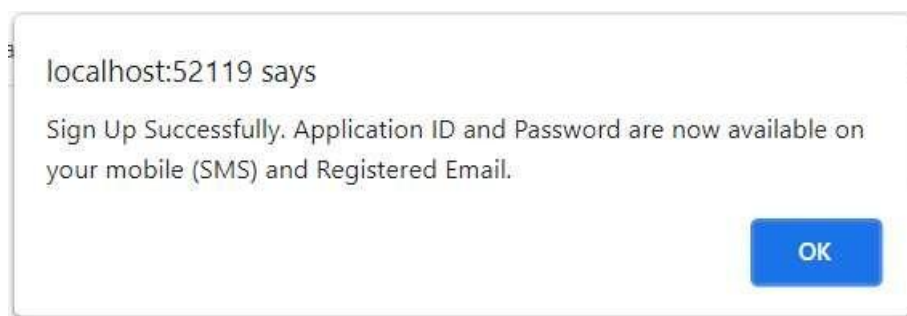 localhost:52119 says
Sign Up Successfully. Application ID and Password are now available on
your mobile (SMS) and Registered Email.
OK